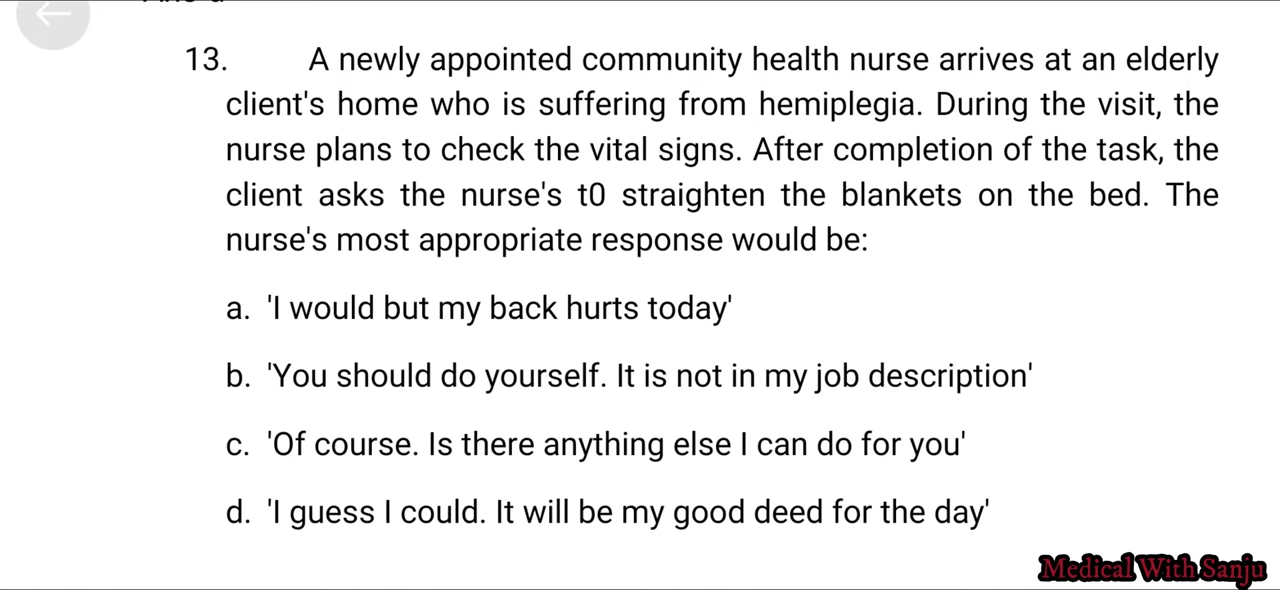 13. A newly appointed community health nurse arrives at an elderly
client's home who is suffering from hemiplegia. During the visit, the
nurse plans to check the vital signs. After completion of the task, the
client asks the nurse's t0 straighten the blankets on the bed. The
nurse's most appropriate response would be:
a. 'I would but my back hurts today'
b. 'You should do yourself. It is not in my job description'
c. 'Of course. Is there anything else I can do for you'
d. 'I guess I could. It will be my good deed for the day'
Medical With Sanju